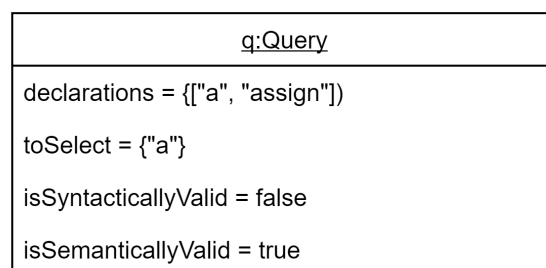 q:Query
declarations = {["a", "assign"])
toSelect = {"a"}
isSyntacticallyValid = false
isSemanticallyValid = true